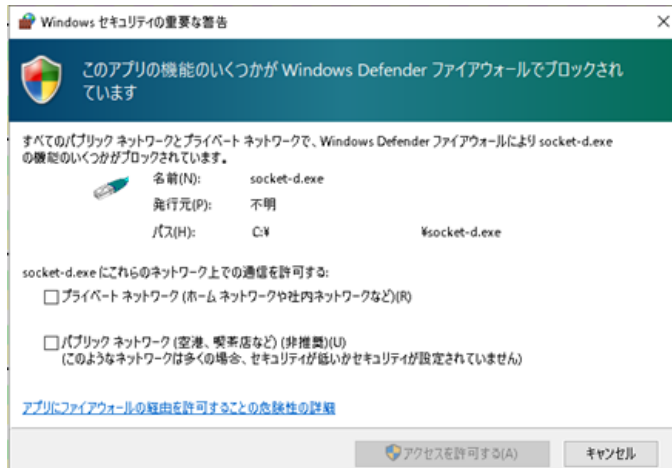 Windows セキュリティの重要な警告
このアプリの機能のいくつかが Windows Defender ファイアウォールでブロックされ
ています
すべてのパブリック ネットワークとプライベート ネットワークで、Windows Defender ファイアウォールにより socket-d.exe
の機能のいくつかがブロックされています。
名前(N): socket-d.exe
発行元(P): 不明
パス(H): C:¥ ¥socket-d.exe
socket-d.exe にこれらのネットワーク上での通信を許可する:
プライベート ネットワーク (ホーム ネットワークや社内ネットワークなど)(R)
パブリック ネットワーク (空港、喫茶店など) (非推奨)(U)
(このようなネットワークは多くの場合、セキュリティが低いかセキュリティが設定されていません)
アプリにファイアウォールの経由を許可することの危険性の詳細
アクセスを許可する(A) キャンセル